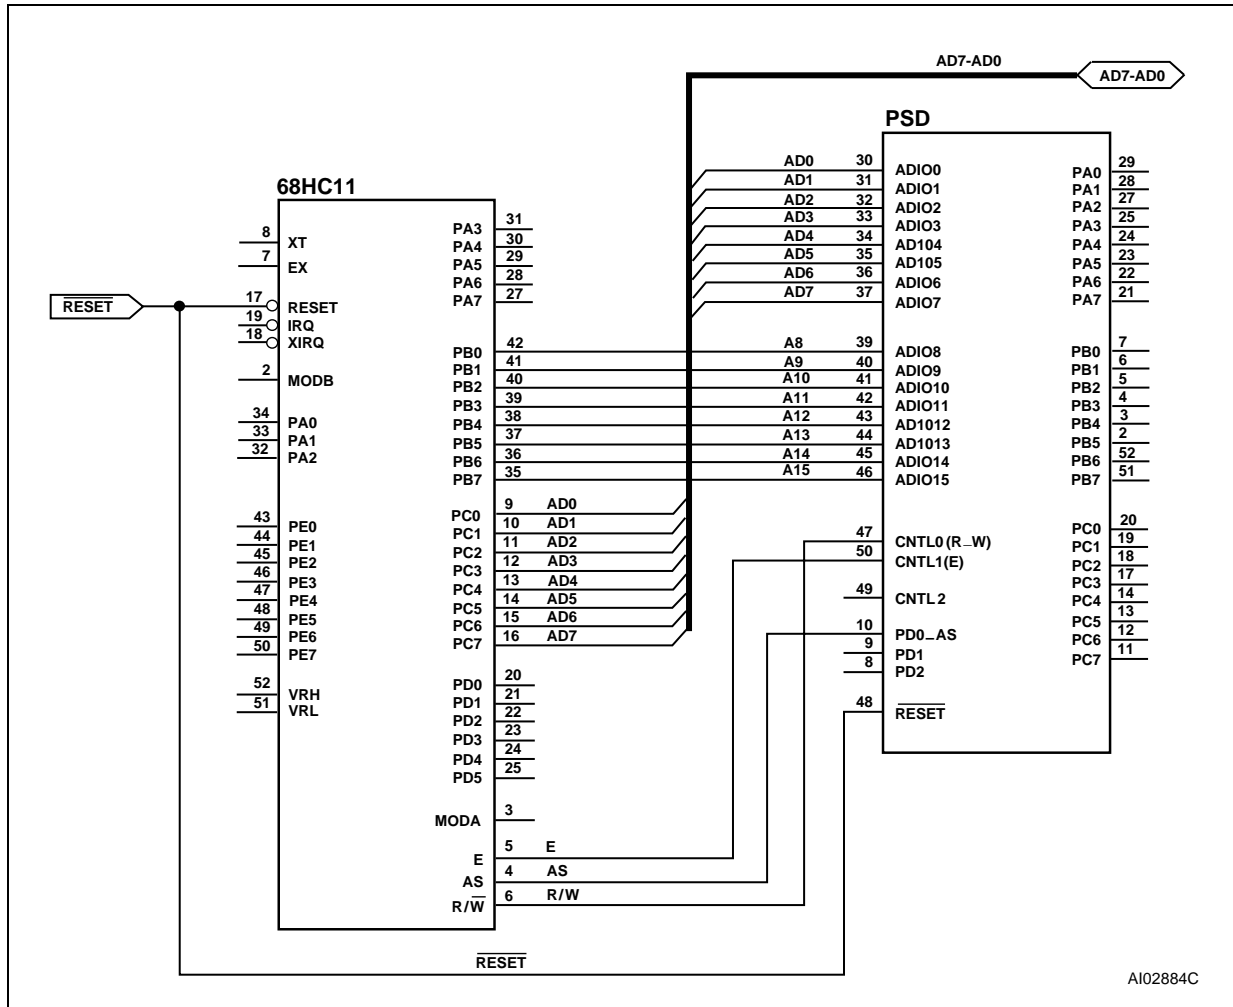 AD7-AD0
AD7-AD0
PSD
68HC11
8 XT
7 EX
RESET
17 RESET
19 IRQ
18 XIRQ
2 MODB
34 PA0
33 PA1
32 PA2
43 PE0
44 PE1
45 PE2
46 PE3
47 PE4
48 PE5
49 PE6
50 PE7
52 VRH
51 VRL
PA3 31
PA4 30
PA5 29
PA6 28
PA7 27
PB0 42
PB1 41
PB2 40
PB3 39
PB4 38
PB5 37
PB6 36
PB7 35
PC0 9 AD0
PC1 10 AD1
PC2 11 AD2
PC3 12 AD3
PC4 13 AD4
PC5 14 AD5
PC6 15 AD6
PC7 16 AD7
PD0 20
PD1 21
PD2 22
PD3 23
PD4 24
PD5 25
MODA 3
E 5 E
AS 4 AS
R/W 6 R/W
RESET
AD0 30 ADIO0
AD1 31 ADIO1
AD2 32 ADIO2
AD3 33 ADIO3
AD4 34 AD104
AD5 35 AD105
AD6 36 ADIO6
AD7 37 ADIO7
A8 39 ADIO8
A9 40 ADIO9
A10 41 ADIO10
A11 42 ADIO11
A12 43 AD1012
A13 44 AD1013
A14 45 ADIO14
A15 46 ADIO15
47 CNTL0(R_W)
50 CNTL1(E)
49 CNTL2
10 PD0_AS
9 PD1
8 PD2
48 RESET
PA0 29
PA1 28
PA2 27
PA3 25
PA4 24
PA5 23
PA6 22
PA7 21
PB0 7
PB1 6
PB2 5
PB3 4
PB4 3
PB5 2
PB6 52
PB7 51
PC0 20
PC1 19
PC2 18
PC3 17
PC4 14
PC5 13
PC6 12
PC7 11
AI02884C